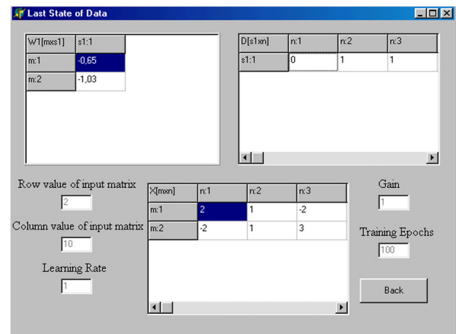 Last State of Data
W1[mxs1] s1:1
m:1 -0,65
m:2 -1,03
D[s1xn] n:1 n:2 n:3
s1:1 0 1 1
Row value of input matrix
2
Column value of input matrix
10
Learning Rate
1
X[mxn] n:1 n:2 n:3
m:1 2 1 -2
m:2 -2 1 3
Gain
1
Training Epochs
100
Back